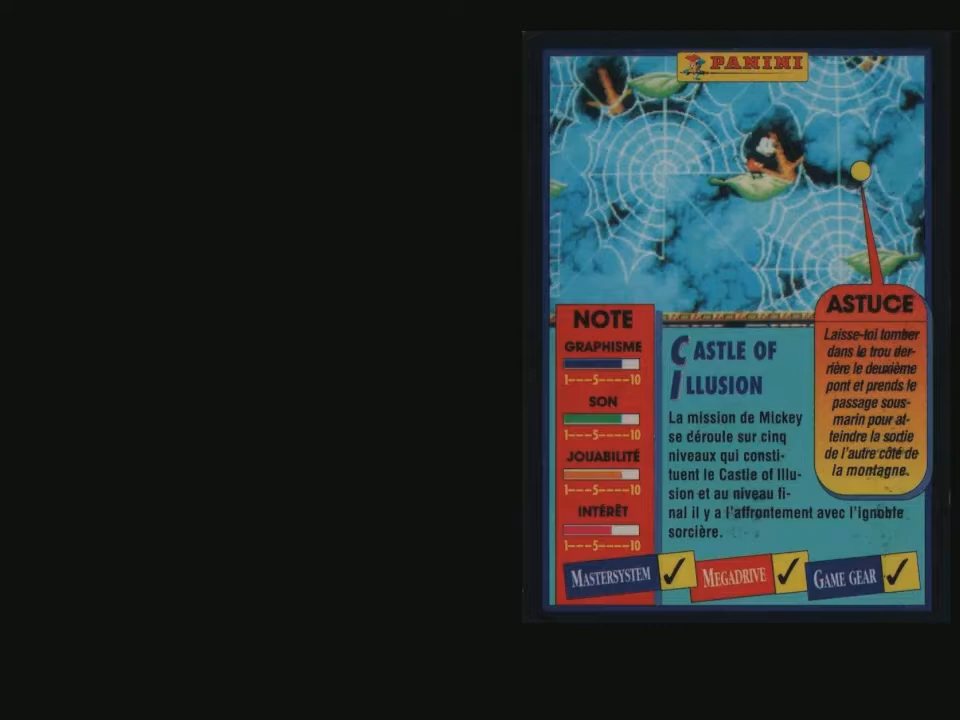 PANINI
ASTUCE
Laisse-toi tomber
dans le trou der-
rière le deuxième
pont et prends le
passage sous-
marin pour at-
teindre la sortie
de l'autre côté de
la montagne.
NOTE
GRAPHISME
1---5----10
SON
1---5----10
JOUABILITÉ
1---5----10
INTÉRÊT
1---5----10
CASTLE OF
ILLUSION
La mission de Mickey
se déroule sur cinq
niveaux qui consti-
tuent le Castle of Illu-
sion et au niveau fi-
nal il y a l'affrontement avec l'ignoble
sorcière.
MASTERSYSTEM ✓ MEGADRIVE ✓ GAME GEAR ✓